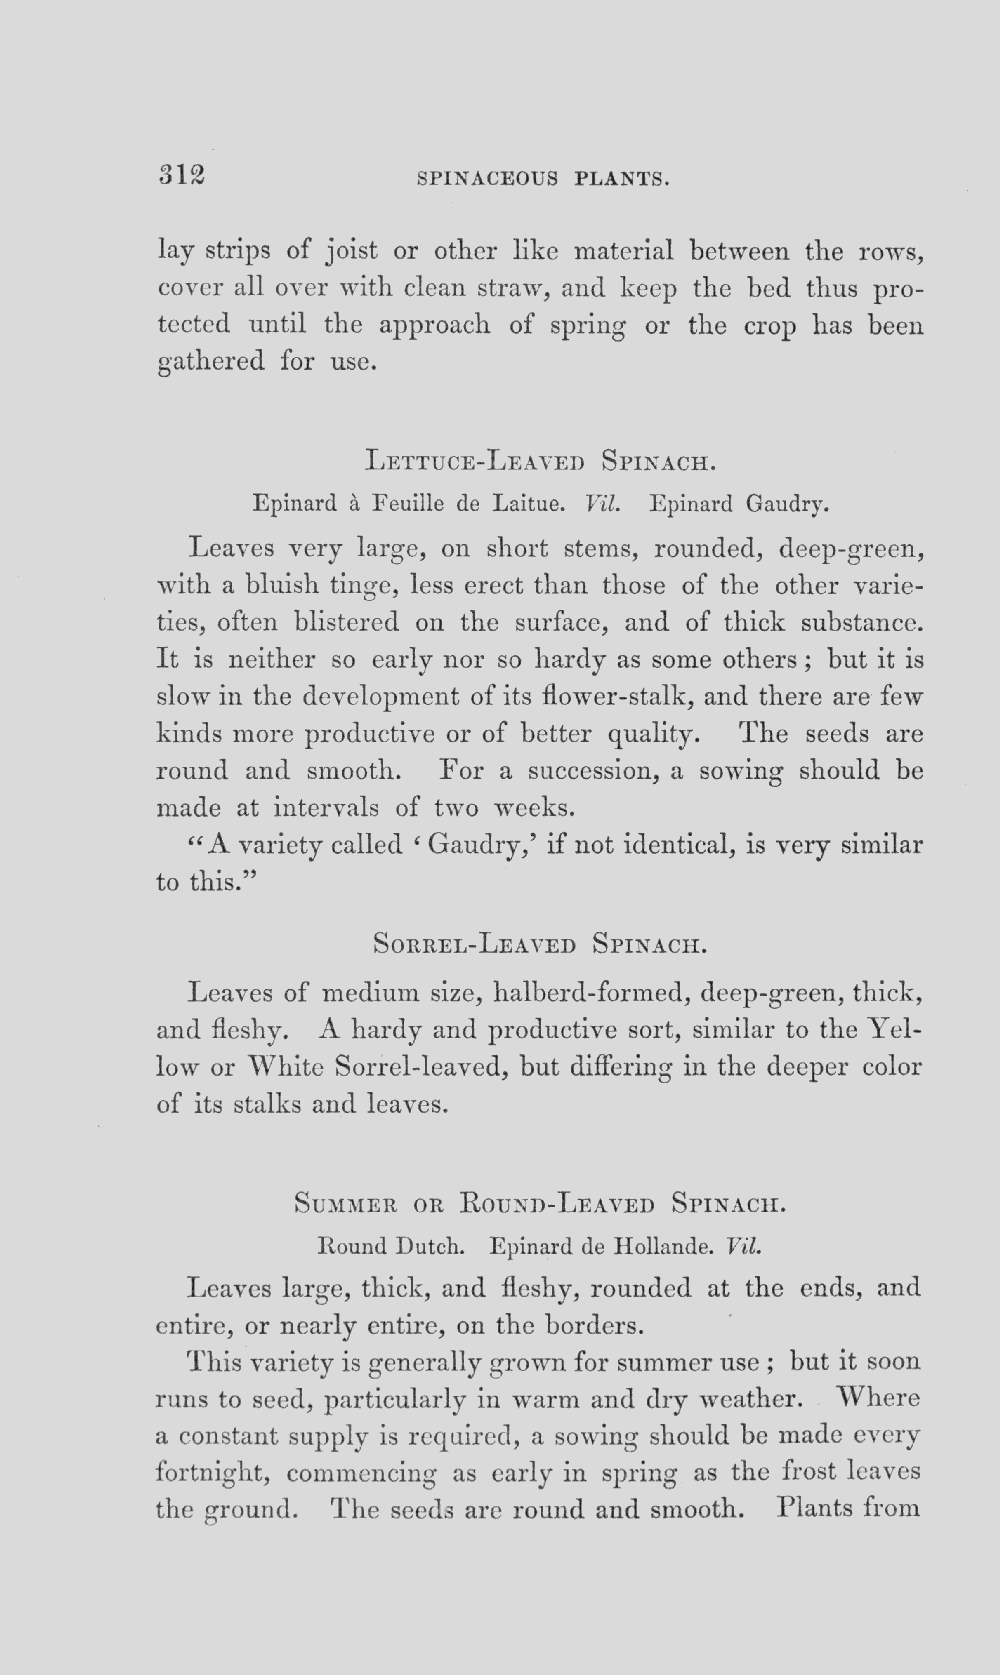 312 SPINACEOUS PLANTS.
lay strips of joist or other like material between the rows,
cover all over with clean straw, and keep the bed thus pro-
tected until the approach of spring or the crop has been
gathered for use.
LETTUCE-LEAVED SPINACH.
Epinard à Feuille de Laitue. Vil. Epinard Gaudry.
Leaves very large, on short stems, rounded, deep-green,
with a bluish tinge, less erect than those of the other varie-
ties, often blistered on the surface, and of thick substance.
It is neither so early nor so hardy as some others; but it is
slow in the development of its flower-stalk, and there are few
kinds more productive or of better quality. The seeds are
round and smooth. For a succession, a sowing should be
made at intervals of two weeks.
“A variety called ‘Gaudry,’ if not identical, is very similar
to this.”
SORREL-LEAVED SPINACH.
Leaves of medium size, halberd-formed, deep-green, thick,
and fleshy. A hardy and productive sort, similar to the Yel-
low or White Sorrel-leaved, but differing in the deeper color
of its stalks and leaves.
SUMMER OR ROUND-LEAVED SPINACH.
Round Dutch. Epinard de Hollande. Vil.
Leaves large, thick, and fleshy, rounded at the ends, and
entire, or nearly entire, on the borders.
This variety is generally grown for summer use; but it soon
runs to seed, particularly in warm and dry weather. Where
a constant supply is required, a sowing should be made every
fortnight, commencing as early in spring as the frost leaves
the ground. The seeds are round and smooth. Plants from